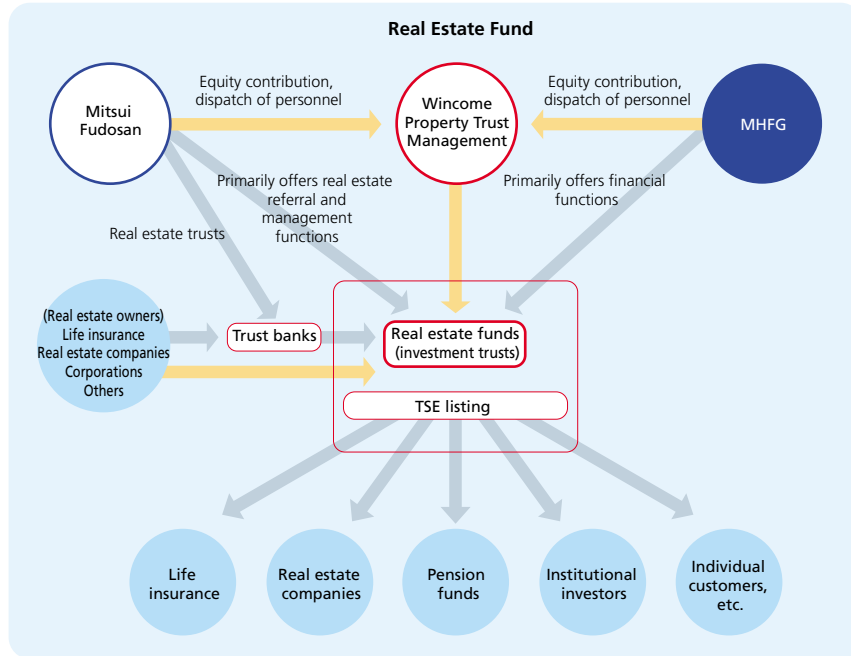 Real Estate Fund
Equity contribution,
dispatch of personnel
Equity contribution,
dispatch of personnel
Mitsui
Fudosan
Wincome
Property Trust
Management
MHFG
Primarily offers real estate
referral and
management
functions
Primarily offers financial
functions
Real estate trusts
(Real estate owners)
Life insurance
Real estate companies
Corporations
Others
Trust banks
Real estate funds
(investment trusts)
TSE listing
Life
insurance
Real estate
companies
Pension
funds
Institutional
investors
Individual
customers,
etc.